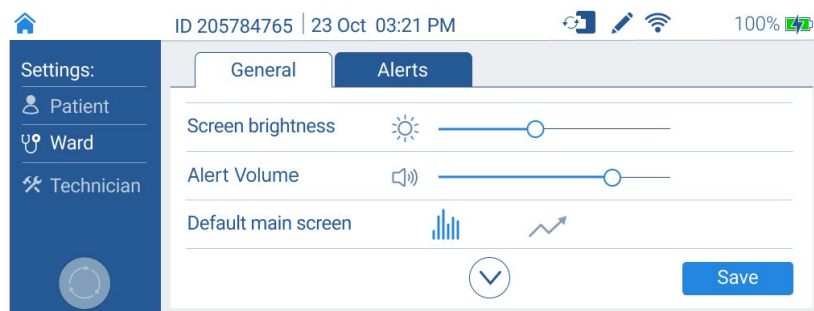 ID 205784765 23 Oct 03:21 PM 100%
Settings:
Patient
Ward
Technician
General Alerts
Screen brightness
Alert Volume
Default main screen
Save